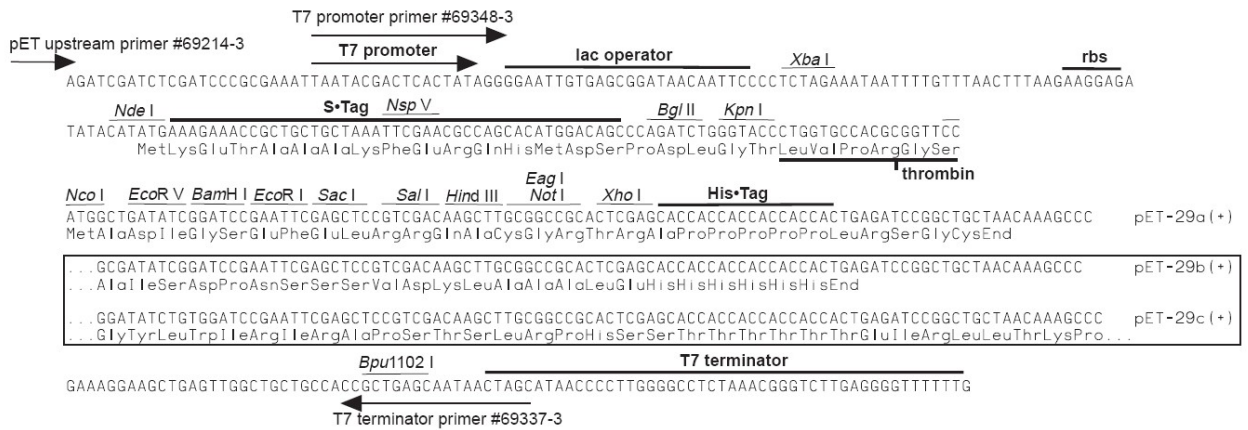 T7 promoter primer #69348-3
pET upstream primer #69214-3
T7 promoter
lac operator
Xba I
rbs
AGATCGATCTCGATCCCGCGAAATTAATACGACTCACTATAGGGGAATTGTGAGCGGATAACAATTCCCCTCTAGAAATAATTTTGTTTAACTTTAAGAAGGAGA
Nde I
S•Tag
Nsp V
Bgl II
Kpn I
TATACATATGAAAGAAACCGCTGCTGCTAAATTCGAACGCCAGCACATGGACAGCCCAGATCTGGGTACCCTGGTGCCACGCGGTTCC
MetLysGluThrAlaAlaAlaLysPheGluArgGlnHisMetAspSerProAspLeuGlyThrLeuValProArgGlySer
thrombin
Nco I
EcoR V
BamH I
EcoR I
Sac I
Sal I
Hind III
Eag I
Not I
Xho I
His•Tag
ATGGCTGATATCGGATCCGAATTCGAGCTCCGTCGACAAGCTTGCGGCCGCACTCGAGCACCACCACCACCACCACTGAGATCCGGCTGCTAACAAAGCCC pET-29a(+)
MetAlaAspIleGlySerGluPheGluLeuArgArgGlnAlaCysGlyArgThrArgAlaProProProProProLeuArgSerGlyCysEnd
...GCGATATCGGATCCGAATTCGAGCTCCGTCGACAAGCTTGCGGCCGCACTCGAGCACCACCACCACCACCACTGAGATCCGGCTGCTAACAAAGCCC pET-29b(+)
...AlaIleSerAspProAsnSerSerSerValAspLysLeuAlaAlaAlaLeuGluHisHisHisHisHisHisEnd
...GGATATCTGTGGATCCGAATTCGAGCTCCGTCGACAAGCTTGCGGCCGCACTCGAGCACCACCACCACCACCACTGAGATCCGGCTGCTAACAAAGCCC pET-29c(+)
...GlyTyrLeuTrpIleArgIleArgAlaProSerThrSerLeuArgProHisSerSerThrThrThrThrThrThrGluIleArgLeuLeuThrLysPro...
Bpu1102 I
T7 terminator
GAAAGGAAGCTGAGTTGGCTGCTGCCACCGCTGAGCAATAACTAGCATAACCCCTTGGGGCCTCTAAACGGGTCTTGAGGGGTTTTTTG
T7 terminator primer #69337-3